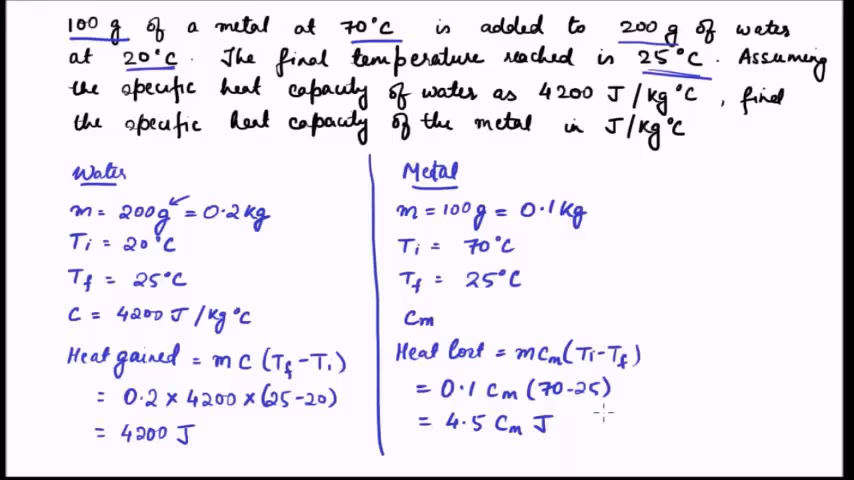 100 g of a metal at 70°C is added to 200 g of water
at 20°C. The final temperature reached is 25°C. Assuming
the specific heat capacity of water as 4200 J/kg°C, find
the specific heat capacity of the metal in J/kg°C
Water
m = 200g = 0.2kg
Ti = 20°C
Tf = 25°C
C = 4200 J/kg°C
Heat gained = mC(Tf-Ti)
= 0.2 × 4200 × (25-20)
= 4200 J
Metal
m = 100g = 0.1kg
Ti = 70°C
Tf = 25°C
Cm
Heat lost = mCm(Ti-Tf)
= 0.1 Cm (70-25)
= 4.5 Cm J